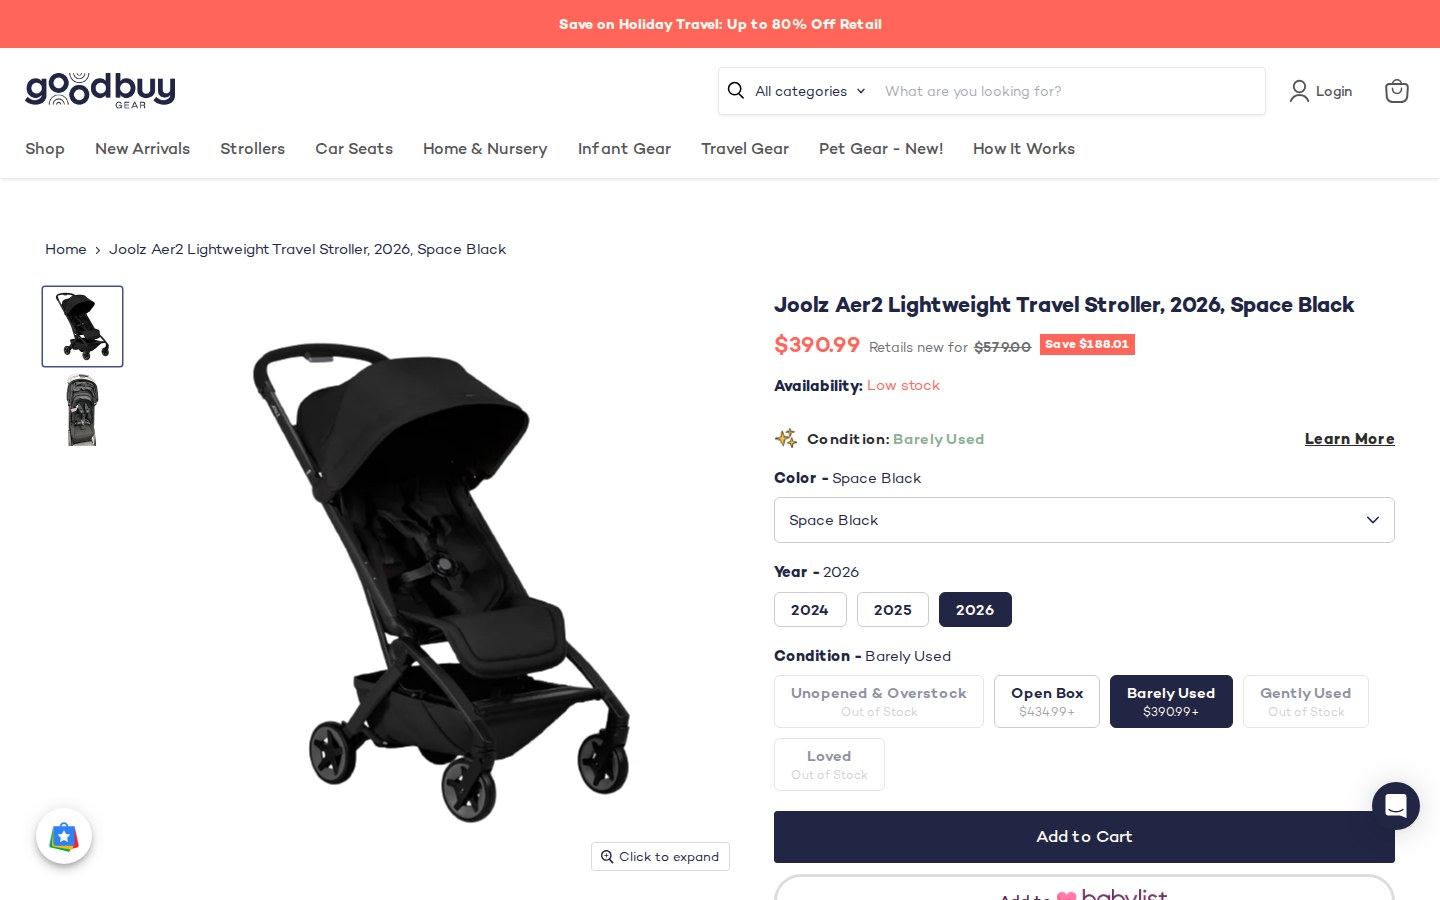 Save on Holiday Travel: Up to 80% Off Retail
goodbuy
GEAR
All categories
What are you looking for?
Login
Shop
New Arrivals
Strollers
Car Seats
Home & Nursery
Infant Gear
Travel Gear
Pet Gear - New!
How It Works
Home › Joolz Aer2 Lightweight Travel Stroller, 2026, Space Black
Joolz Aer2 Lightweight Travel Stroller, 2026, Space Black
$390.99 Retails new for $579.00 Save $188.01
Availability: Low stock
Condition: Barely Used
Learn More
Color - Space Black
Space Black
Year - 2026
2024
2025
2026
Condition - Barely Used
Unopened & Overstock
Out of Stock
Open Box
$434.99+
Barely Used
$390.99+
Gently Used
Out of Stock
Loved
Out of Stock
Click to expand
Add to Cart
Add to babylist